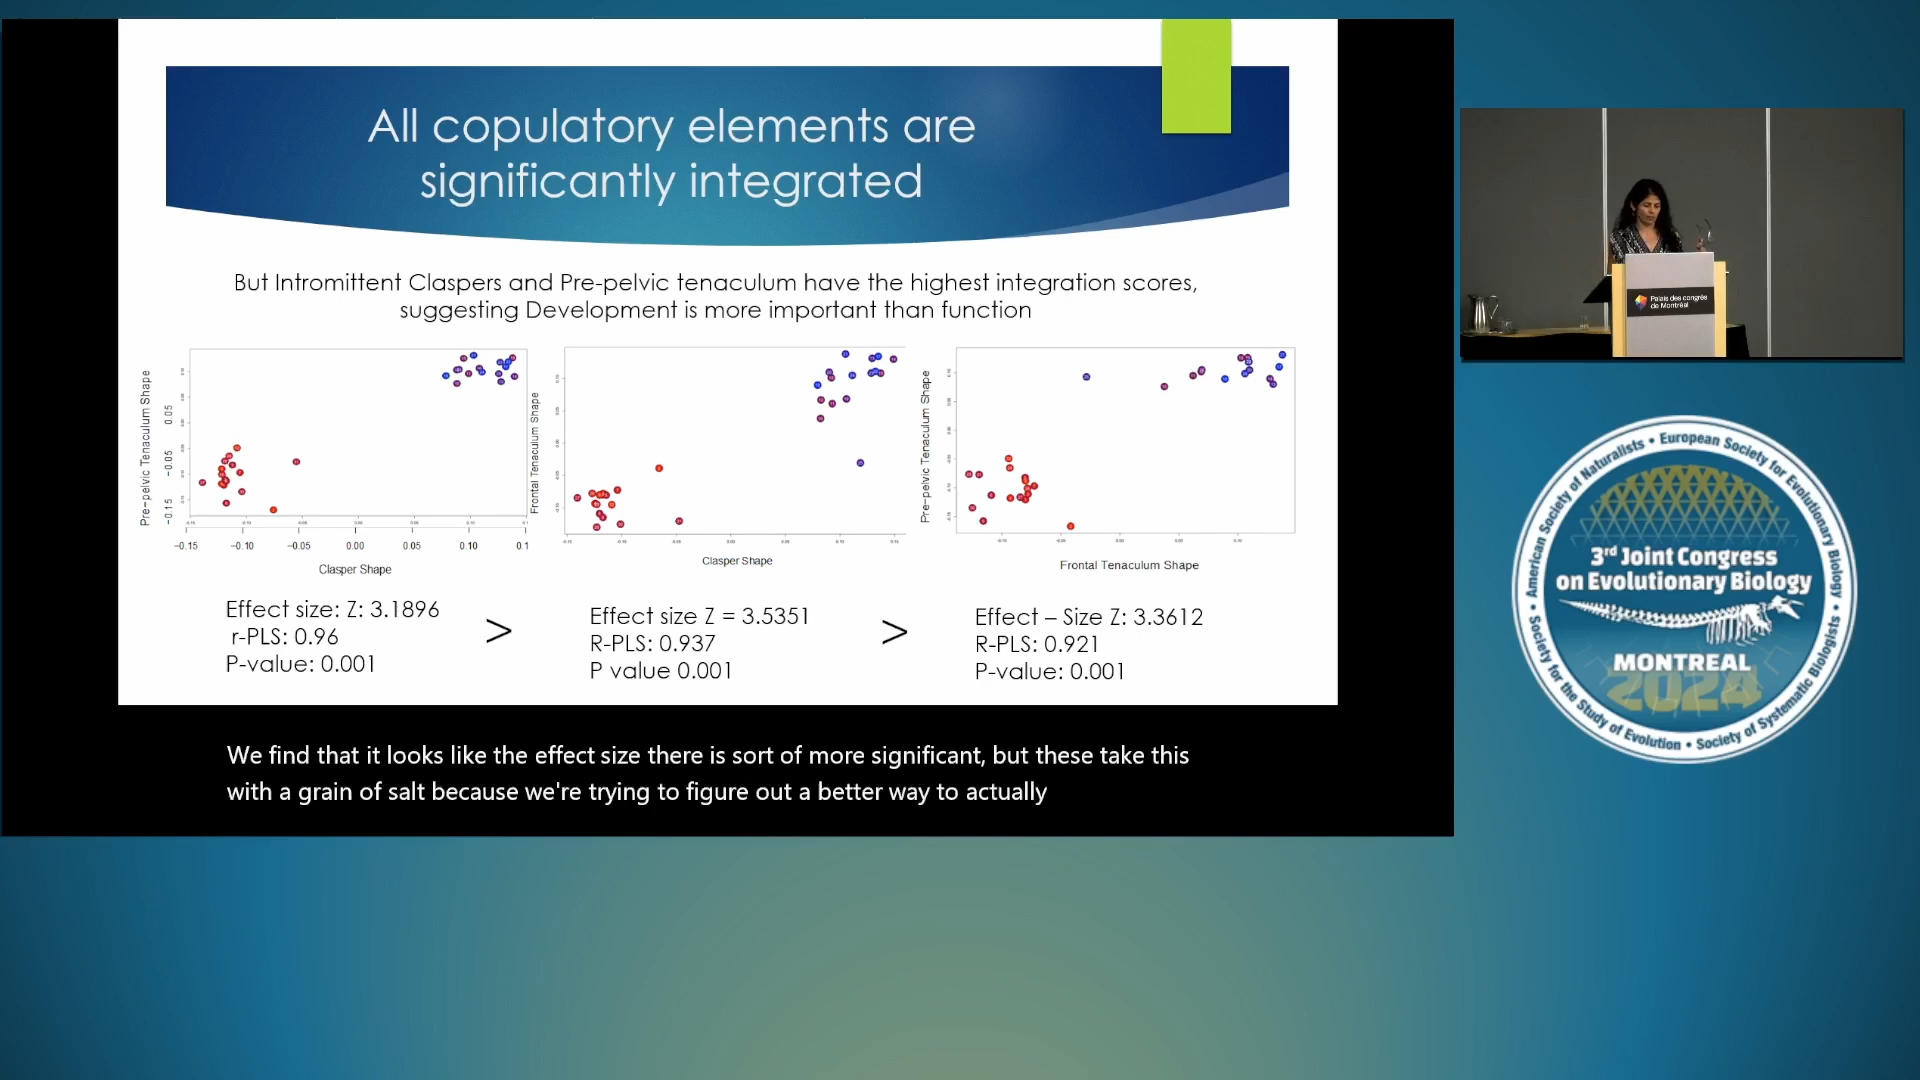 All copulatory elements are
significantly integrated
But Intromittent Claspers and Pre-pelvic tenaculum have the highest integration scores,
suggesting Development is more important than function
Pre-pelvic Tenaculum Shape
-0.15 -0.05 0.05
-0.15 -0.10 -0.05 0.00 0.05 0.10 0.1
Clasper Shape
Frontal Tenaculum Shape
Clasper Shape
Pre-pelvic Tenaculum Shape
Frontal Tenaculum Shape
Effect size: Z: 3.1896
r-PLS: 0.96
P-value: 0.001
>
Effect size Z = 3.5351
R-PLS: 0.937
P value 0.001
>
Effect – Size Z: 3.3612
R-PLS: 0.921
P-value: 0.001
We find that it looks like the effect size there is sort of more significant, but these take this
with a grain of salt because we're trying to figure out a better way to actually
Palais des congrès
de Montréal
American Society of Naturalists • European Society for Evolutionary Biology •
3rd Joint Congress
on Evolutionary Biology
MONTREAL
2024
Society for the Study of Evolution • Society of Systematic Biologists •